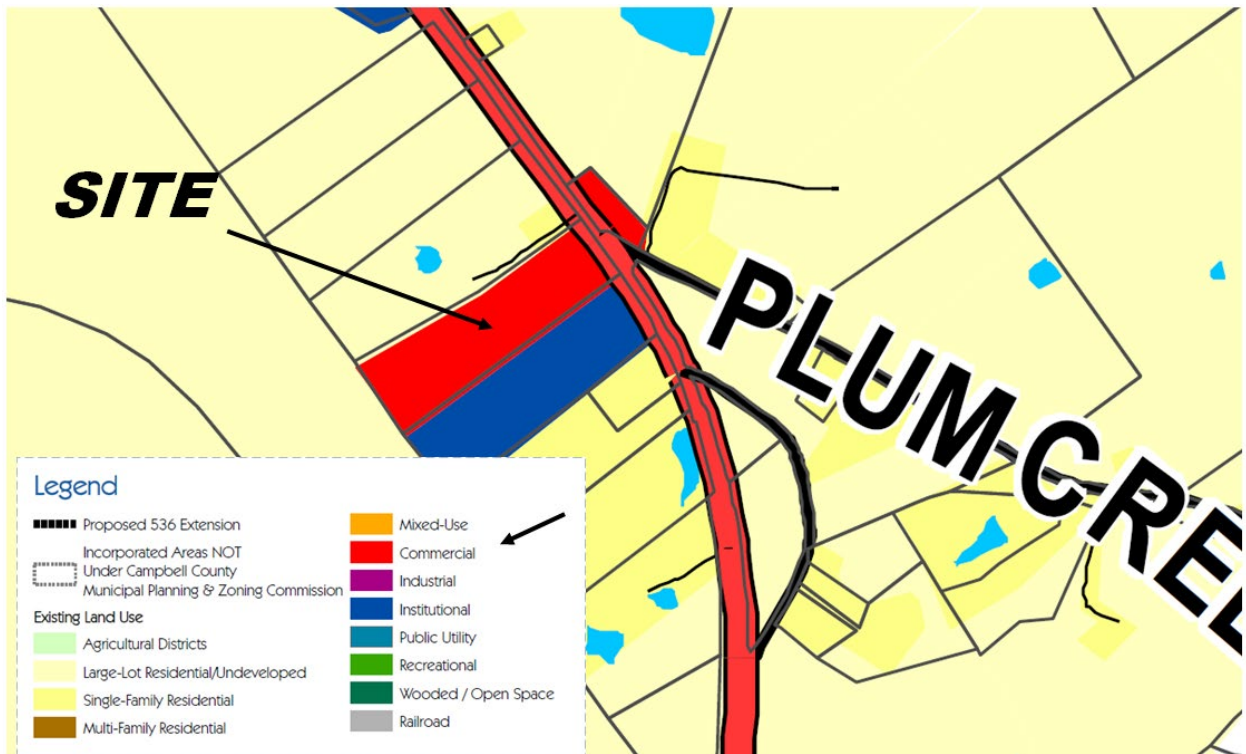 SITE
PLUM CREE
Legend
Proposed 536 Extension
Incorporated Areas NOT
Under Campbell County
Municipal Planning & Zoning Commission
Existing Land Use
Agricultural Districts
Large-Lot Residential/Undeveloped
Single-Family Residential
Multi-Family Residential
Mixed-Use
Commercial
Industrial
Institutional
Public Utility
Recreational
Wooded / Open Space
Railroad